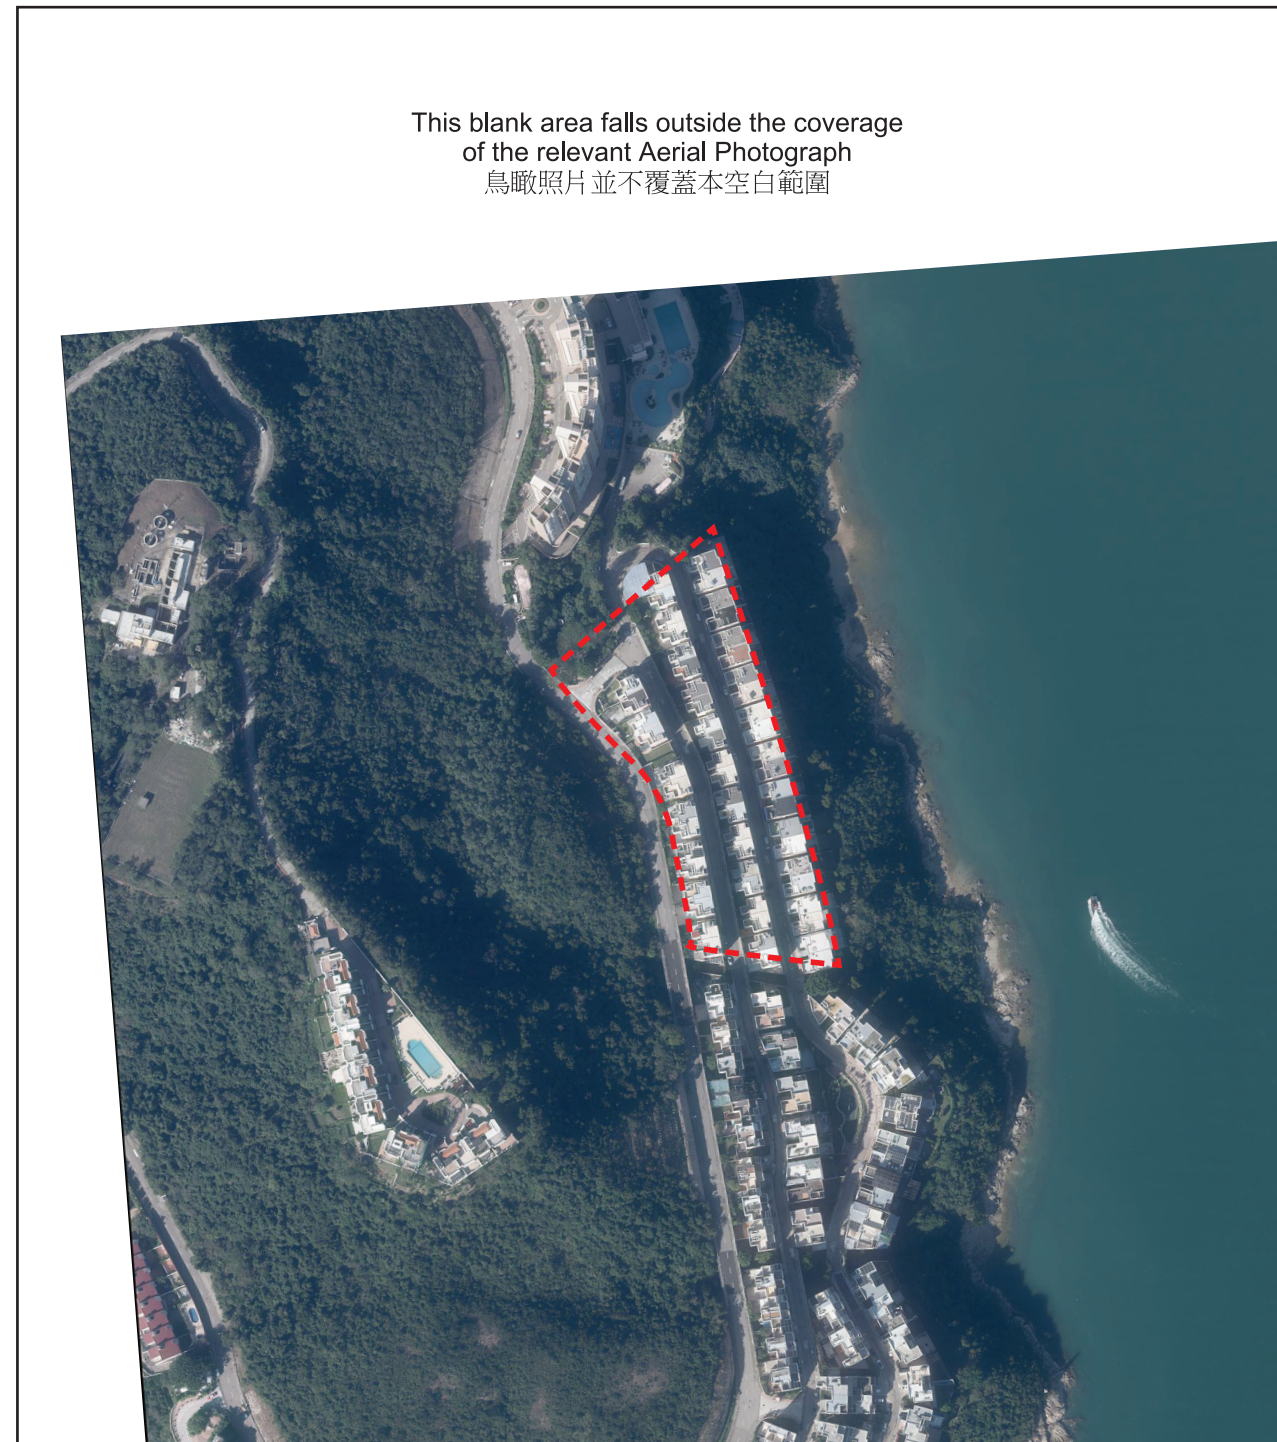 This blank area falls outside the coverage
of the relevant Aerial Photograph
鳥瞰照片並不覆蓋本空白範圍